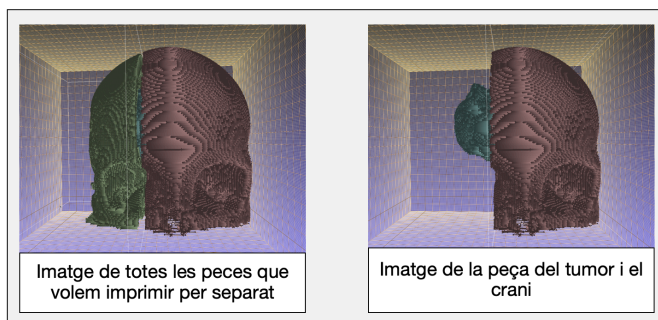 Imatge de totes les peces que
volem imprimir per separat
Imatge de la peça del tumor i el
crani